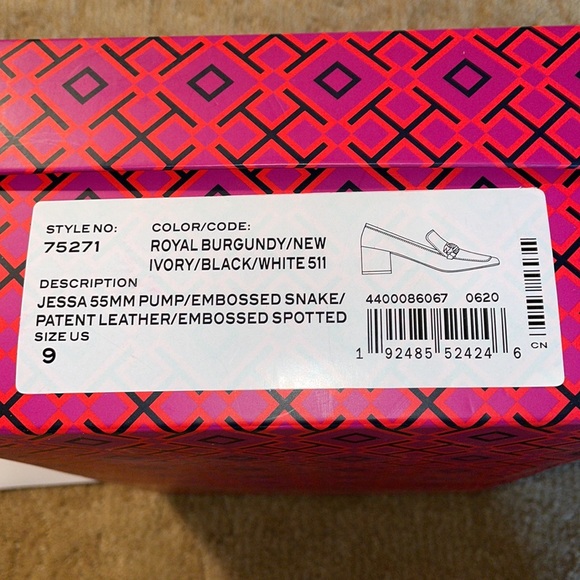 STYLE NO:
75271
COLOR/CODE:
ROYAL BURGUNDY/NEW
IVORY/BLACK/WHITE 511
DESCRIPTION
JESSA 55MM PUMP/EMBOSSED SNAKE/
PATENT LEATHER/EMBOSSED SPOTTED
SIZE US
9
4400086067 0620
1 92485 52424 6
CN